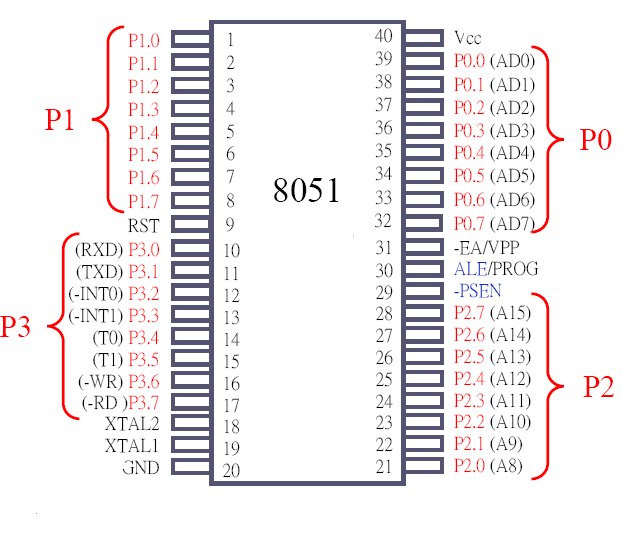 P1.0 1 40 Vcc
P1.1 2 39 P0.0 (AD0)
P1.2 3 38 P0.1 (AD1)
P1.3 4 37 P0.2 (AD2)
P1 P1.4 5 36 P0.3 (AD3) P0
P1.5 6 35 P0.4 (AD4)
P1.6 7 34 P0.5 (AD5)
P1.7 8 8051 33 P0.6 (AD6)
RST 9 32 P0.7 (AD7)
(RXD) P3.0 10 31 -EA/VPP
(TXD) P3.1 11 30 ALE/PROG
(-INT0) P3.2 12 29 -PSEN
(-INT1) P3.3 13 28 P2.7 (A15)
P3 (T0) P3.4 14 27 P2.6 (A14)
(T1) P3.5 15 26 P2.5 (A13)
(-WR) P3.6 16 25 P2.4 (A12) P2
(-RD )P3.7 17 24 P2.3 (A11)
XTAL2 18 23 P2.2 (A10)
XTAL1 19 22 P2.1 (A9)
GND 20 21 P2.0 (A8)